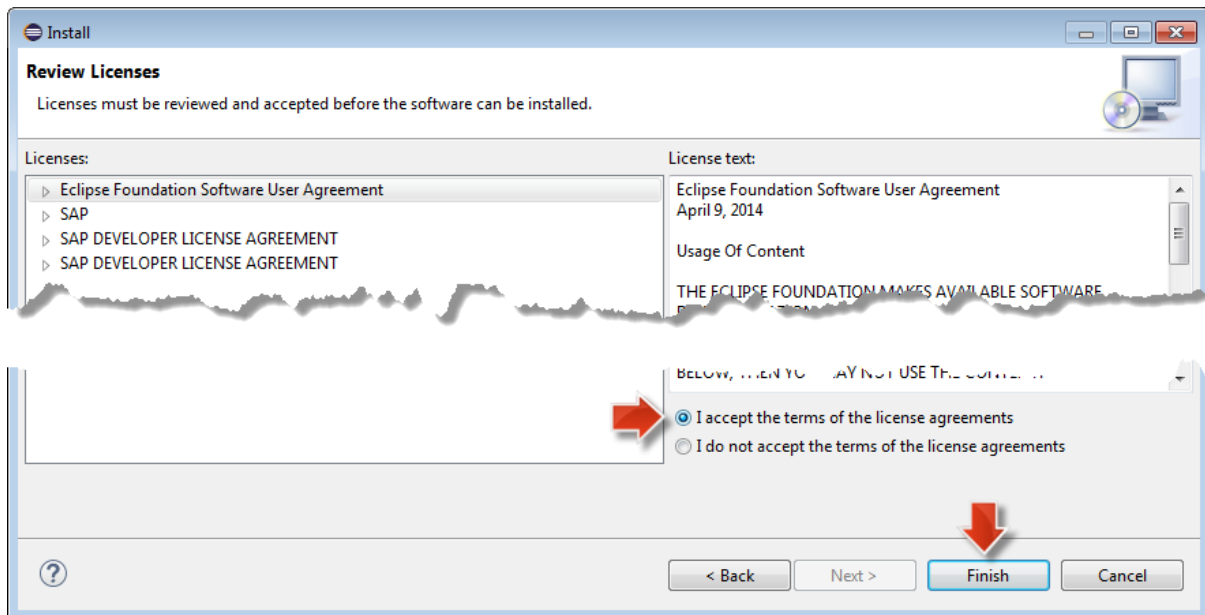 Install
Review Licenses
Licenses must be reviewed and accepted before the software can be installed.
Licenses:
Eclipse Foundation Software User Agreement
SAP
SAP DEVELOPER LICENSE AGREEMENT
SAP DEVELOPER LICENSE AGREEMENT
License text:
Eclipse Foundation Software User Agreement
April 9, 2014
Usage Of Content
THE ECLIPSE FOUNDATION MAKES AVAILABLE SOFTWARE,
BELOW, USE THE
I accept the terms of the license agreements
I do not accept the terms of the license agreements
?
< Back
Next >
Finish
Cancel